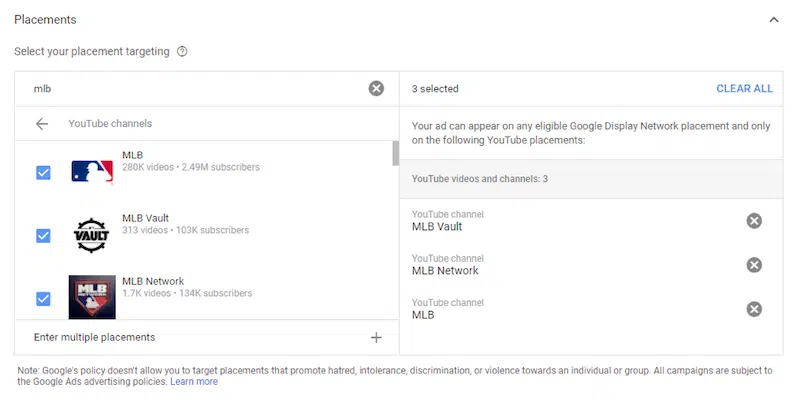 Placements
Select your placement targeting
mlb
YouTube channels
MLB
280K videos • 2.49M subscribers
VAULT
MLB Vault
313 videos • 103K subscribers
MLB NETWORK
MLB Network
1.7K videos • 134K subscribers
Enter multiple placements
3 selected
CLEAR ALL
Your ad can appear on any eligible Google Display Network placement and only
on the following YouTube placements:
YouTube videos and channels: 3
YouTube channel
MLB Vault
YouTube channel
MLB Network
YouTube channel
MLB
Note: Google's policy doesn't allow you to target placements that promote hatred, intolerance, discrimination, or violence towards an individual or group. All campaigns are subject to
the Google Ads advertising policies. Learn more